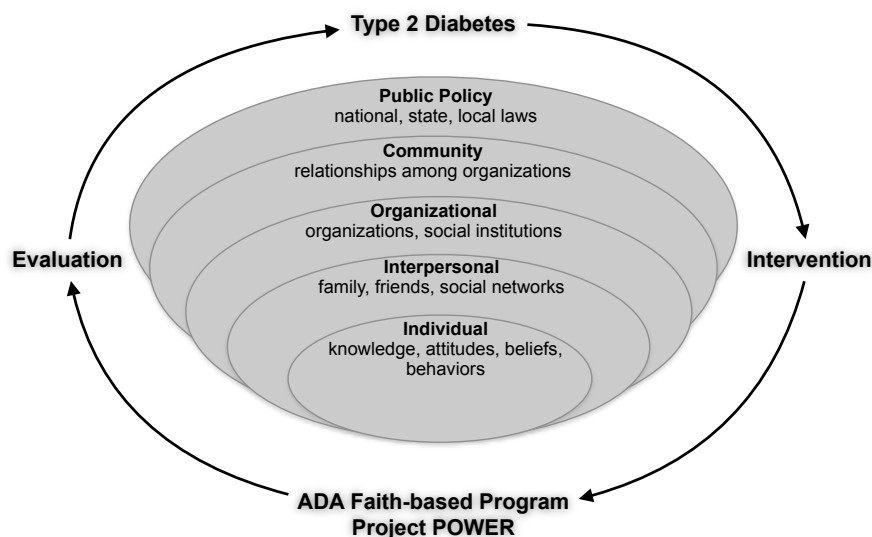 Type 2 Diabetes
Public Policy
national, state, local laws
Community
relationships among organizations
Organizational
organizations, social institutions
Evaluation
Intervention
Interpersonal
family, friends, social networks
Individual
knowledge, attitudes, beliefs,
behaviors
ADA Faith-based Program
Project POWER